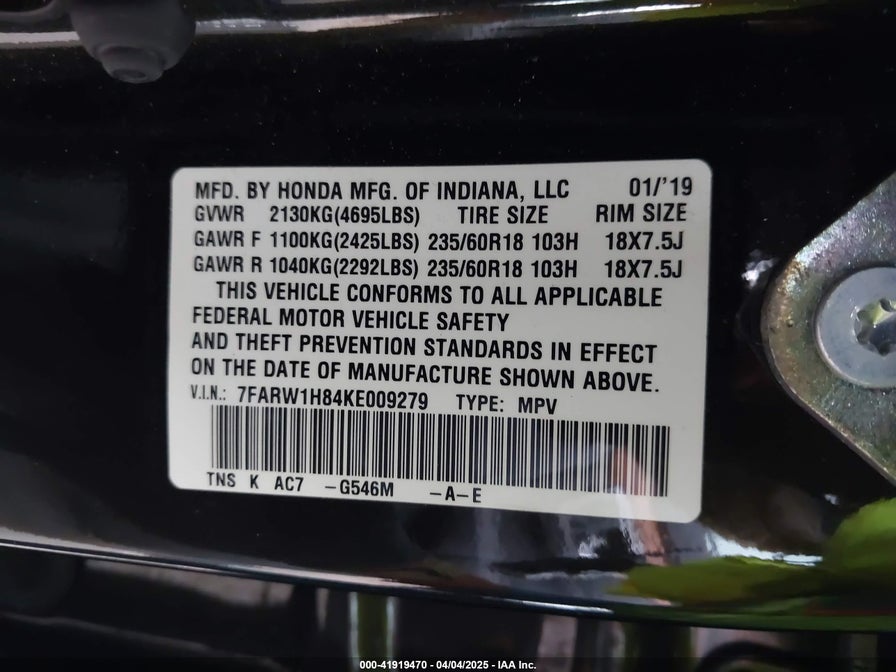 MFD. BY HONDA MFG. OF INDIANA, LLC 01/'19
GVWR 2130KG(4695LBS) TIRE SIZE RIM SIZE
GAWR F 1100KG(2425LBS) 235/60R18 103H 18X7.5J
GAWR R 1040KG(2292LBS) 235/60R18 103H 18X7.5J
THIS VEHICLE CONFORMS TO ALL APPLICABLE
FEDERAL MOTOR VEHICLE SAFETY
AND THEFT PREVENTION STANDARDS IN EFFECT
ON THE DATE OF MANUFACTURE SHOWN ABOVE.
V.I.N.: 7FARW1H84KE009279 TYPE: MPV
TNS K AC7 -G546M -A-E
000-41919470 - 04/04/2025 - IAA Inc.